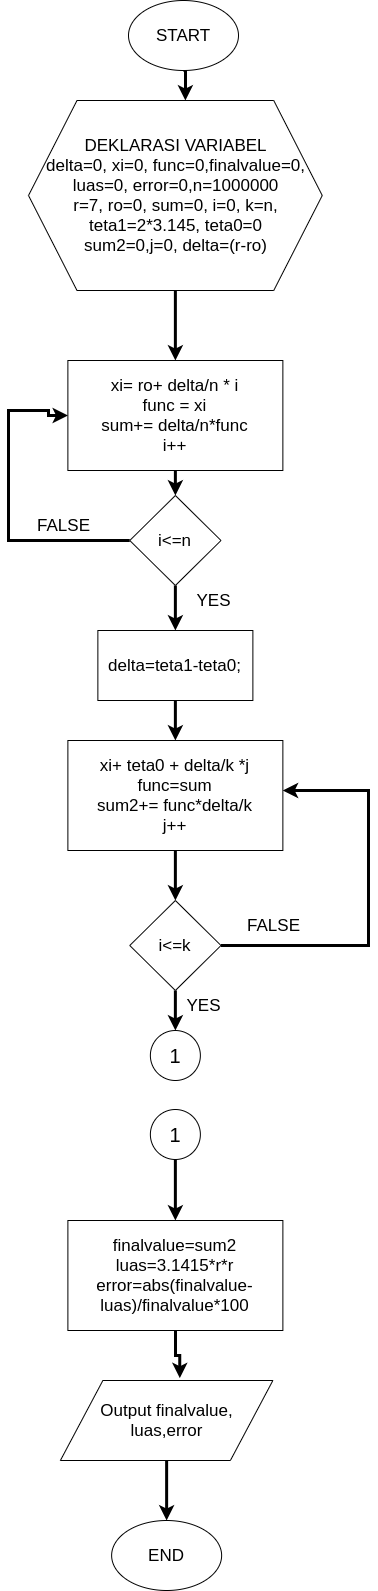 START
DEKLARASI VARIABEL
delta=0, xi=0, func=0,finalvalue=0,
luas=0, error=0,n=1000000
r=7, ro=0, sum=0, i=0, k=n,
teta1=2*3.145, teta0=0
sum2=0,j=0, delta=(r-ro)
xi= ro+ delta/n * i
func = xi
sum+= delta/n*func
i++
FALSE
i<=n
YES
delta=teta1-teta0;
xi+ teta0 + delta/k *j
func=sum
sum2+= func*delta/k
j++
FALSE
i<=k
YES
1
1
finalvalue=sum2
luas=3.1415*r*r
error=abs(finalvalue-
luas)/finalvalue*100
Output finalvalue,
luas,error
END